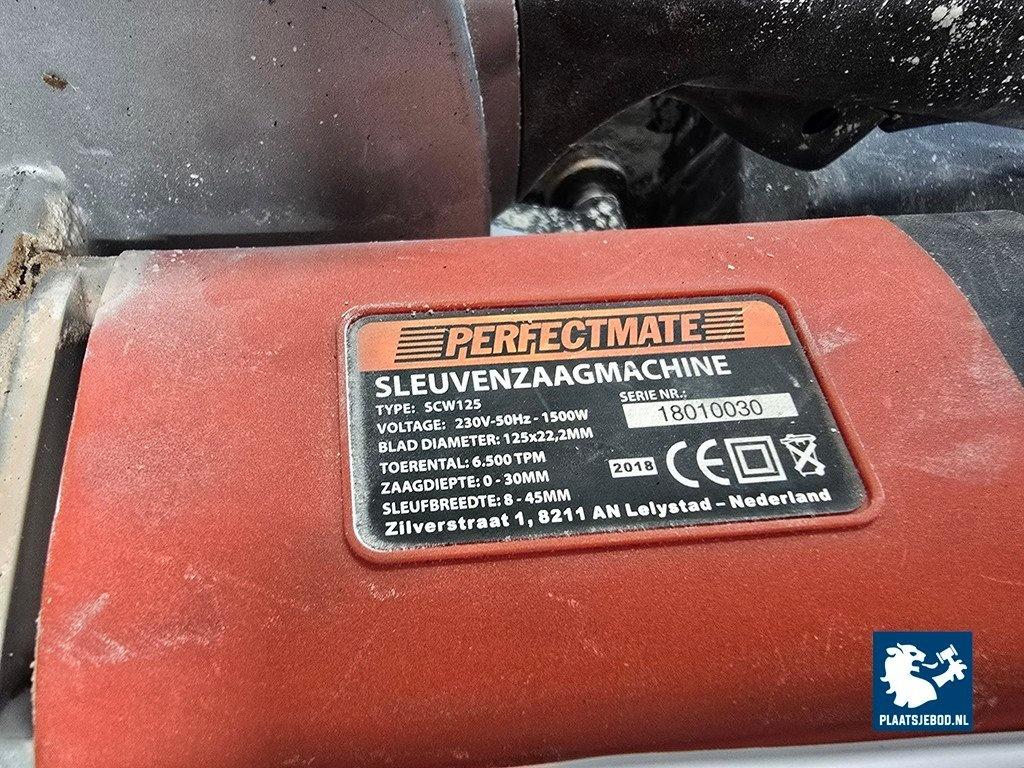 PERFECTMATE
SLEUVENZAAGMACHINE
TYPE: SCW125
SERIE NR.:
VOLTAGE: 230V-50Hz - 1500W
18010030
BLAD DIAMETER: 125x22,2MM
TOERENTAL: 6.500 TPM
ZAAGDIEPTE: 0 - 30MM
2018 CE
SLEUFBREEDTE: 8 - 45MM
Zilverstraat 1, 8211 AN Lelystad - Nederland
PLAATSJEBOD.NL